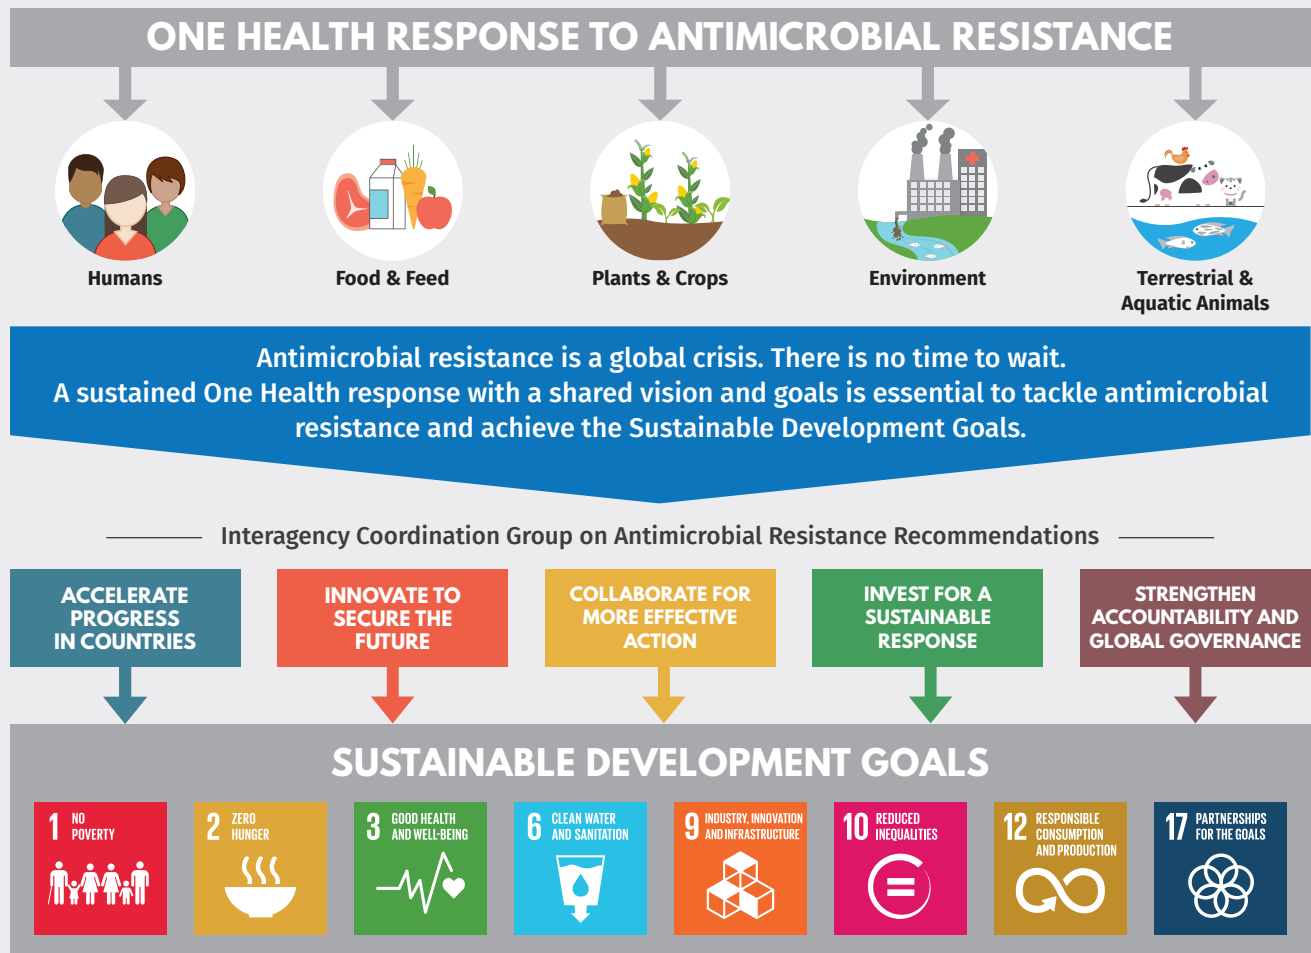 ONE HEALTH RESPONSE TO ANTIMICROBIAL RESISTANCE
Humans
Food & Feed
Plants & Crops
Environment
Terrestrial &
Aquatic Animals
Antimicrobial resistance is a global crisis. There is no time to wait.
A sustained One Health response with a shared vision and goals is essential to tackle antimicrobial
resistance and achieve the Sustainable Development Goals.
Interagency Coordination Group on Antimicrobial Resistance Recommendations
ACCELERATE
PROGRESS
IN COUNTRIES
INNOVATE TO
SECURE THE
FUTURE
COLLABORATE FOR
MORE EFFECTIVE
ACTION
INVEST FOR A
SUSTAINABLE
RESPONSE
STRENGTHEN
ACCOUNTABILITY AND
GLOBAL GOVERNANCE
SUSTAINABLE DEVELOPMENT GOALS
1 NO
POVERTY
2 ZERO
HUNGER
3 GOOD HEALTH
AND WELL-BEING
6 CLEAN WATER
AND SANITATION
9 INDUSTRY, INNOVATION
AND INFRASTRUCTURE
10 REDUCED
INEQUALITIES
12 RESPONSIBLE
CONSUMPTION
AND PRODUCTION
17 PARTNERSHIPS
FOR THE GOALS